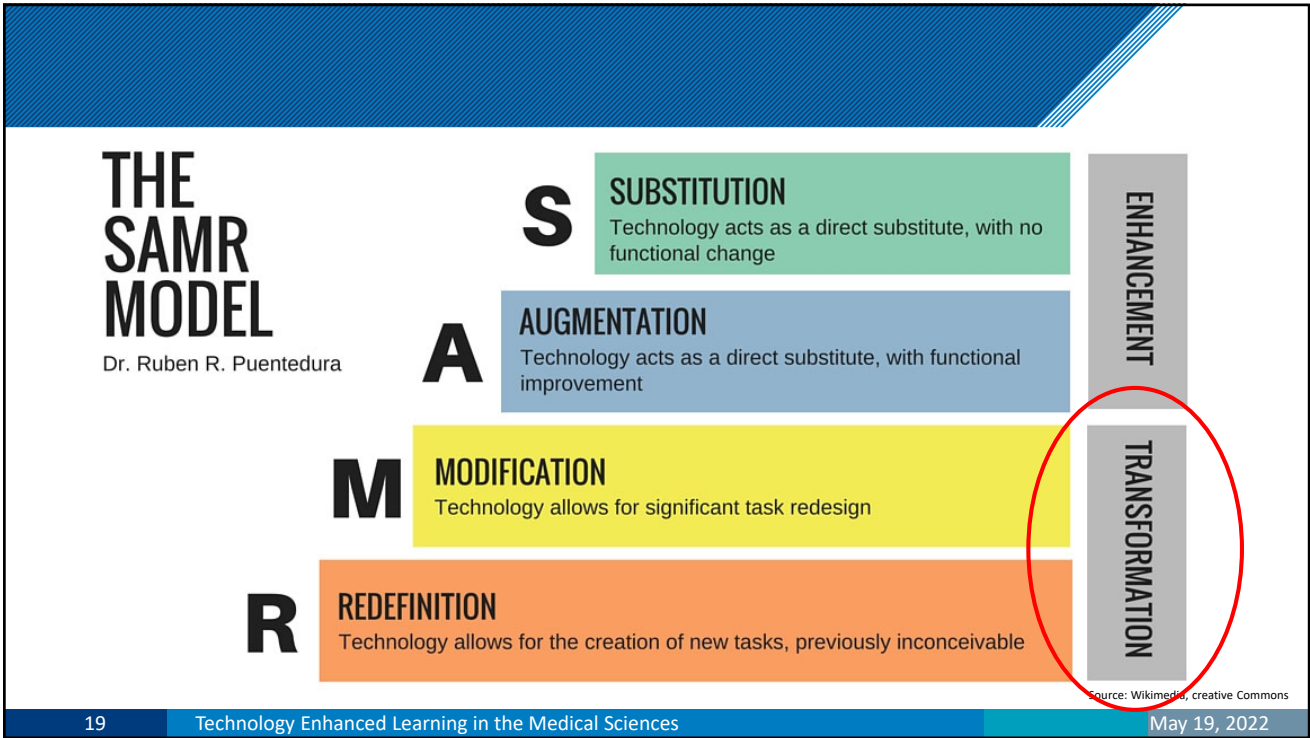 THE
SAMR
MODEL
Dr. Ruben R. Puentedura
S
SUBSTITUTION
Technology acts as a direct substitute, with no
functional change
A
AUGMENTATION
Technology acts as a direct substitute, with functional
improvement
ENHANCEMENT
M
MODIFICATION
Technology allows for significant task redesign
R
REDEFINITION
Technology allows for the creation of new tasks, previously inconceivable
TRANSFORMATION
Source: Wikimedia, creative Commons
19 Technology Enhanced Learning in the Medical Sciences May 19, 2022